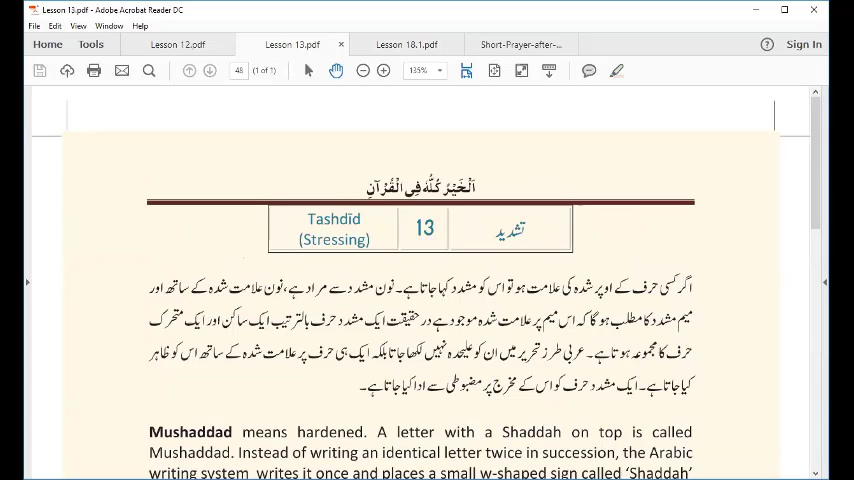 Lesson 13.pdf - Adobe Acrobat Reader DC
File Edit View Window Help
Home Tools Lesson 12.pdf Lesson 13.pdf × Lesson 18.1.pdf Short-Prayer-after-... Sign In
48 (1 of 1) 135%
اَلْخَيْرُ كُلُّهٗ فِي الْقُرْآنِ
Tashdīd
(Stressing)
13
تشدید
اگر کسی حرف کے اوپر شدہ کی علامت ہو تو اس کو مشدد کہا جاتا ہے۔ نون مشدد سے مراد ہے، نون علامت شدہ کے ساتھ اور
میم مشدد کا مطلب ہو گا کہ اس میم پر علامت شدہ موجود ہے در حقیقت ایک مشدد حرف بالترتیب ایک ساکن اور ایک متحرک
حرف کا مجموعہ ہوتا ہے۔ عربی طرز تحریر میں ان کو علیحدہ نہیں لکھا جاتا بلکہ ایک ہی حرف پر علامت شدہ کے ساتھ اس کو ظاہر
کیا جاتا ہے۔ ایک مشدد حرف کو اس کے مخرج پر مضبوطی سے ادا کیا جاتا ہے۔
Mushaddad means hardened. A letter with a Shaddah on top is called
Mushaddad. Instead of writing an identical letter twice in succession, the Arabic
writing system writes it once and places a small w-shaped sign called ‘Shaddah’